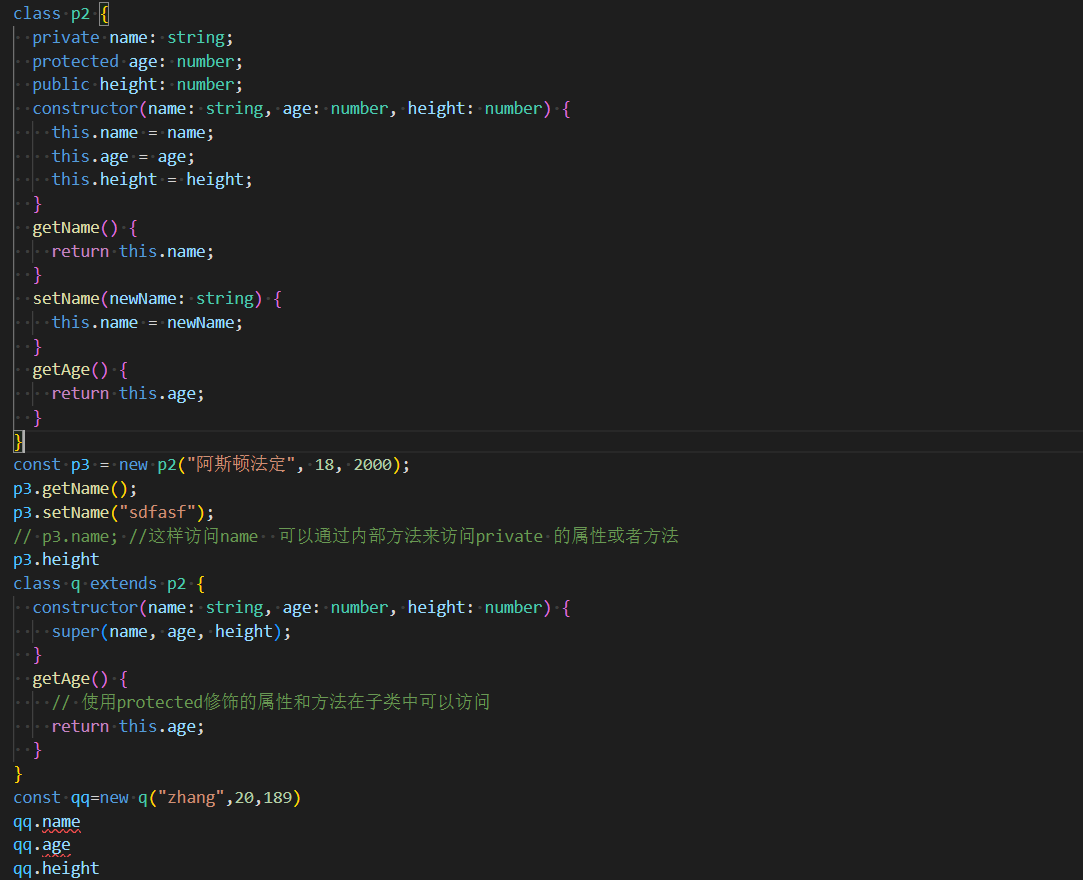 class p2 {
  private name: string;
  protected age: number;
  public height: number;
  constructor(name: string, age: number, height: number) {
    this.name = name;
    this.age = age;
    this.height = height;
  }
  getName() {
    return this.name;
  }
  setName(newName: string) {
    this.name = newName;
  }
  getAge() {
    return this.age;
  }
}
const p3 = new p2("阿斯顿法定", 18, 2000);
p3.getName();
p3.setName("sdfasf");
// p3.name; //这样访问name  可以通过内部方法来访问private 的属性或者方法
p3.height
class q extends p2 {
  constructor(name: string, age: number, height: number) {
    super(name, age, height);
  }
  getAge() {
    // 使用protected修饰的属性和方法在子类中可以访问
    return this.age;
  }
}
const qq=new q("zhang",20,189)
qq.name
qq.age
qq.height